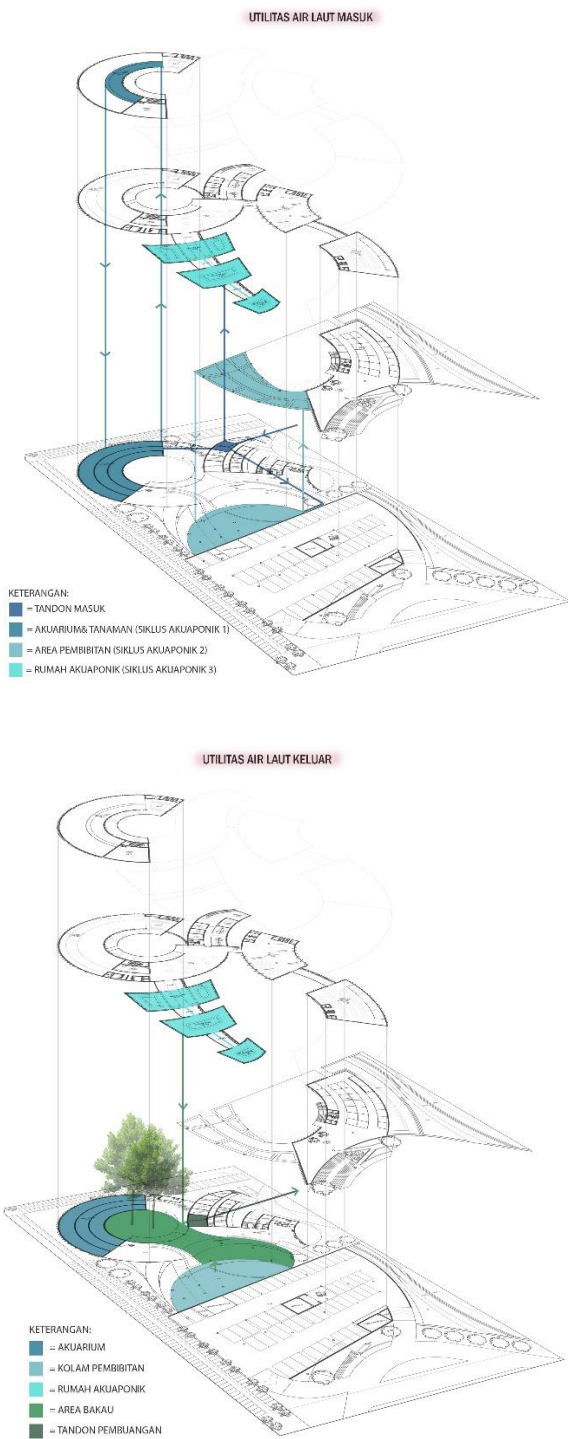 UTILITAS AIR LAUT MASUK
KETERANGAN:
= TANDON MASUK
= AKUARIUM& TANAMAN (SIKLUS AKUAPONIK 1)
= AREA PEMBIBITAN (SIKLUS AKUAPONIK 2)
= RUMAH AKUAPONIK (SIKLUS AKUAPONIK 3)
UTILITAS AIR LAUT KELUAR
KETERANGAN:
= AKUARIUM
= KOLAM PEMBIBITAN
= RUMAH AKUAPONIK
= AREA BAKAU
= TANDON PEMBUANGAN